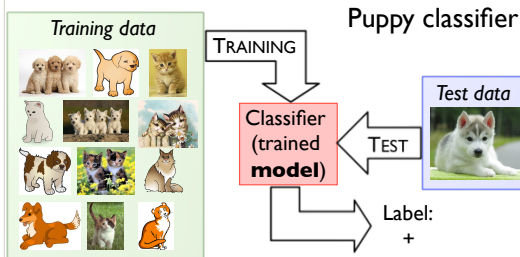 Puppy classifier
Training data
TRAINING
Test data
Classifier
(trained
model)
TEST
Label:
+